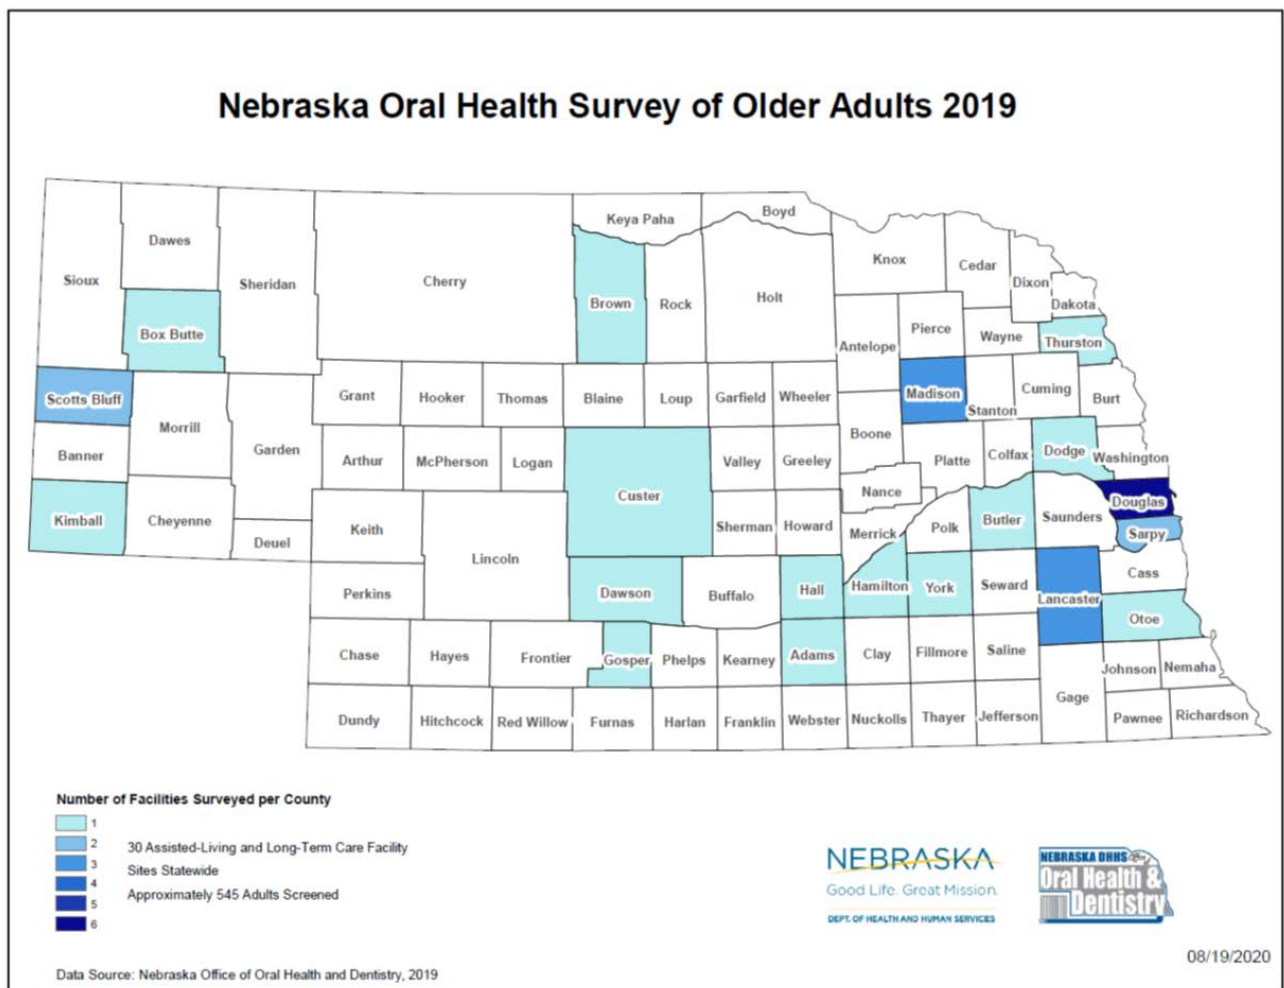 Nebraska Oral Health Survey of Older Adults 2019
Keya Paha
Boyd
Dawes
Knox
Cedar
Sioux
Sheridan
Cherry
Dixon
Brown
Rock
Holt
Dakota
Box Butte
Pierce
Wayne
Antelope
Thurston
Scotts Bluff
Grant
Hooker
Thomas
Blaine
Loup
Garfield
Wheeler
Madison
Stanton
Cuming
Burt
Morrill
Boone
Banner
Garden
Arthur
McPherson
Logan
Valley
Greeley
Platte
Colfax
Dodge
Washington
Custer
Nance
Douglas
Kimball
Cheyenne
Keith
Sherman
Howard
Merrick
Polk
Butler
Saunders
Sarpy
Deuel
Lincoln
Perkins
Dawson
Buffalo
Hall
Hamilton
York
Seward
Lancaster
Cass
Otoe
Chase
Hayes
Frontier
Gosper
Phelps
Kearney
Adams
Clay
Fillmore
Saline
Johnson
Nemaha
Dundy
Hitchcock
Red Willow
Furnas
Harlan
Franklin
Webster
Nuckolls
Thayer
Jefferson
Gage
Pawnee
Richardson
Number of Facilities Surveyed per County
1
2
3
4
5
6
30 Assisted-Living and Long-Term Care Facility
Sites Statewide
Approximately 545 Adults Screened
NEBRASKA
Good Life. Great Mission.
DEPT. OF HEALTH AND HUMAN SERVICES
NEBRASKA DHHS Office of
Oral Health &
Dentistry
08/19/2020
Data Source: Nebraska Office of Oral Health and Dentistry, 2019